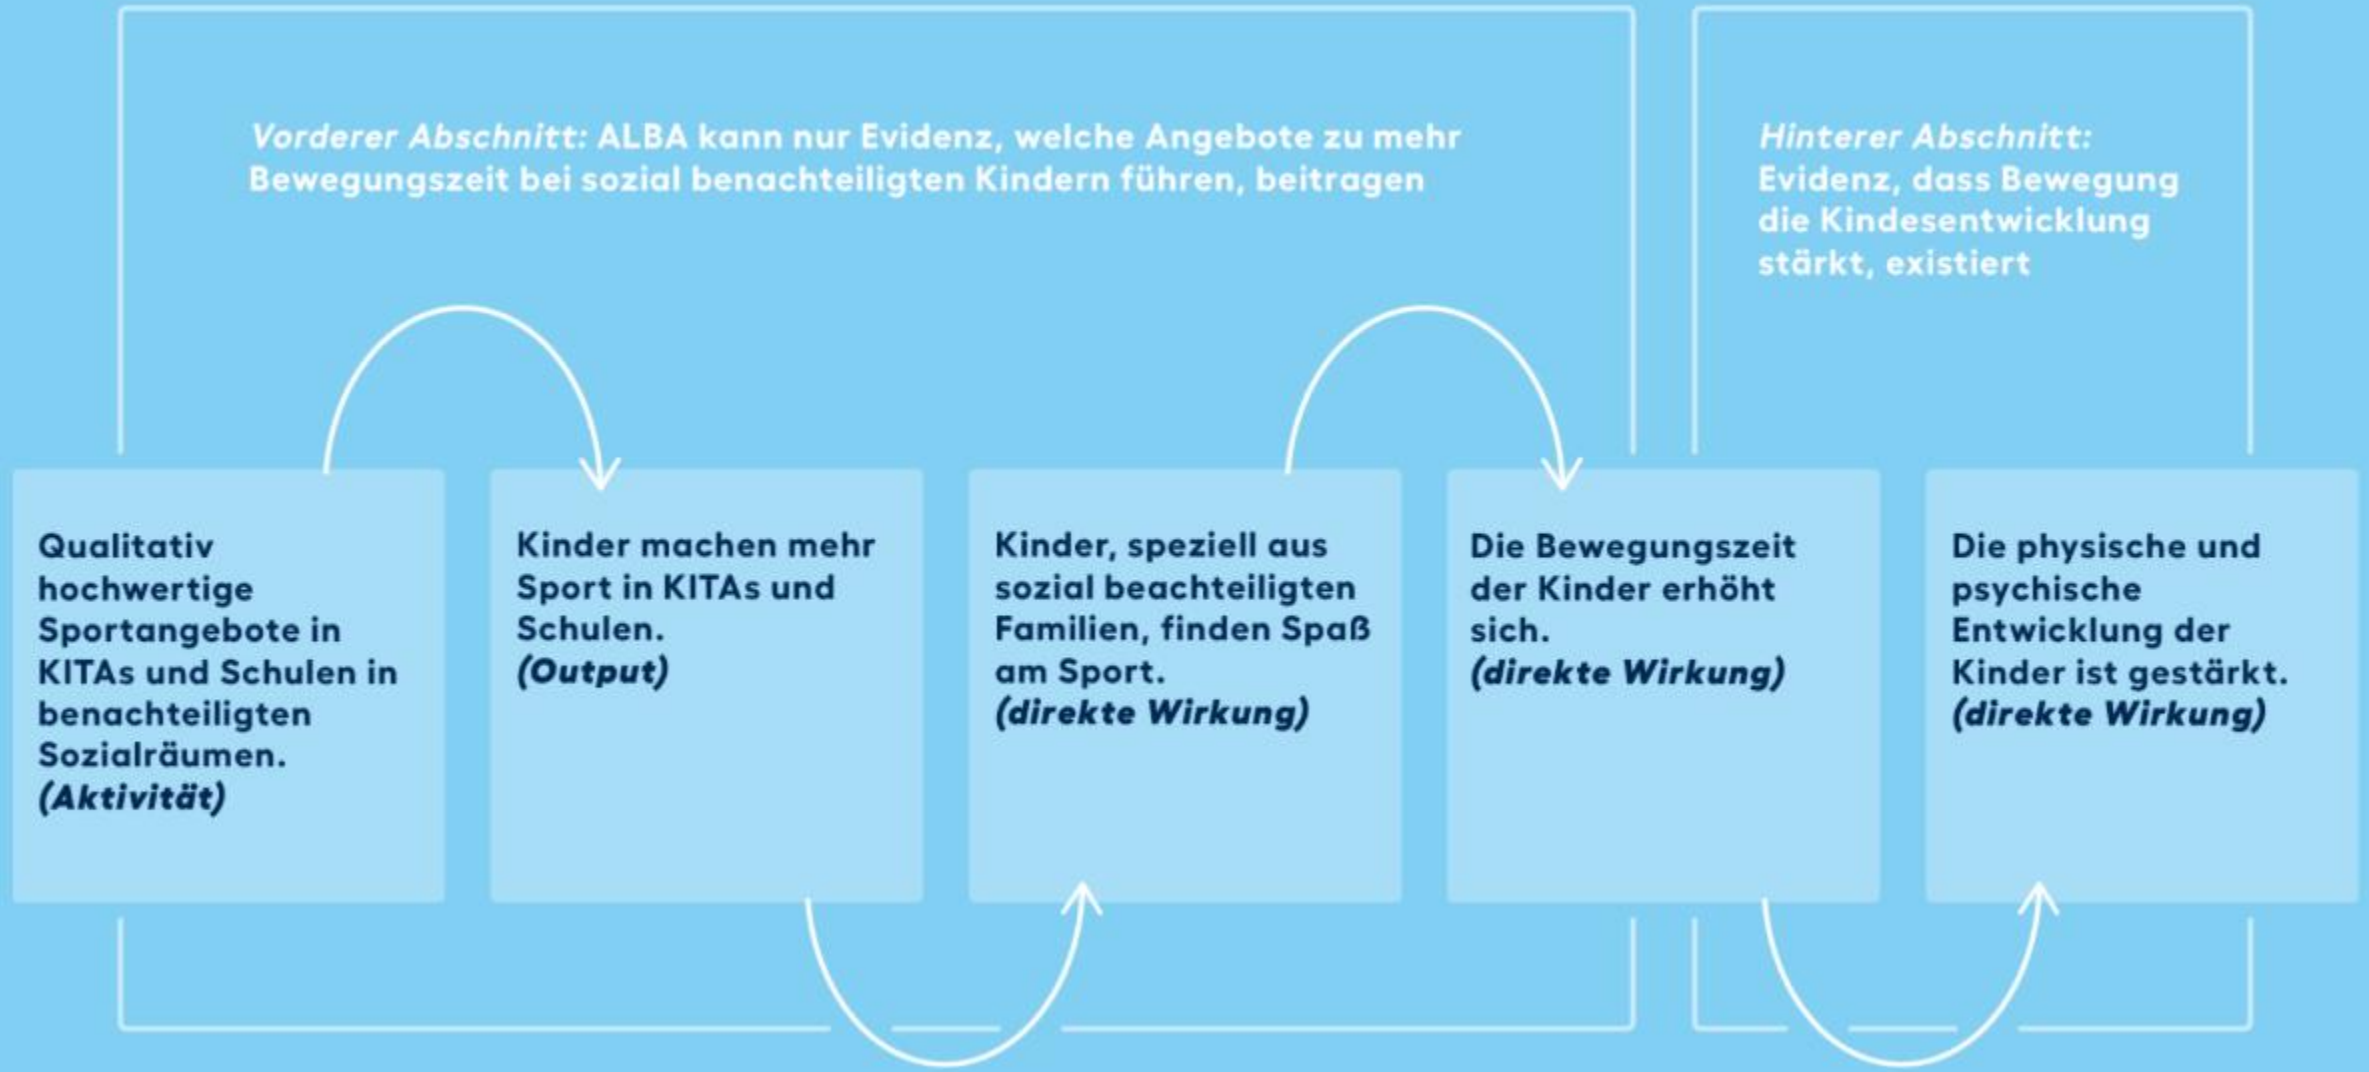 Vorderer Abschnitt: ALBA kann nur Evidenz, welche Angebote zu mehr
Bewegungszeit bei sozial benachteiligten Kindern führen, beitragen
Hinterer Abschnitt:
Evidenz, dass Bewegung
die Kindesentwicklung
stärkt, existiert
Qualitativ
hochwertige
Sportangebote in
KITAs und Schulen in
benachteiligten
Sozialräumen.
(Aktivität)
Kinder machen mehr
Sport in KITAs und
Schulen.
(Output)
Kinder, speziell aus
sozial beachteiligten
Familien, finden Spaß
am Sport.
(direkte Wirkung)
Die Bewegungszeit
der Kinder erhöht
sich.
(direkte Wirkung)
Die physische und
psychische
Entwicklung der
Kinder ist gestärkt.
(direkte Wirkung)